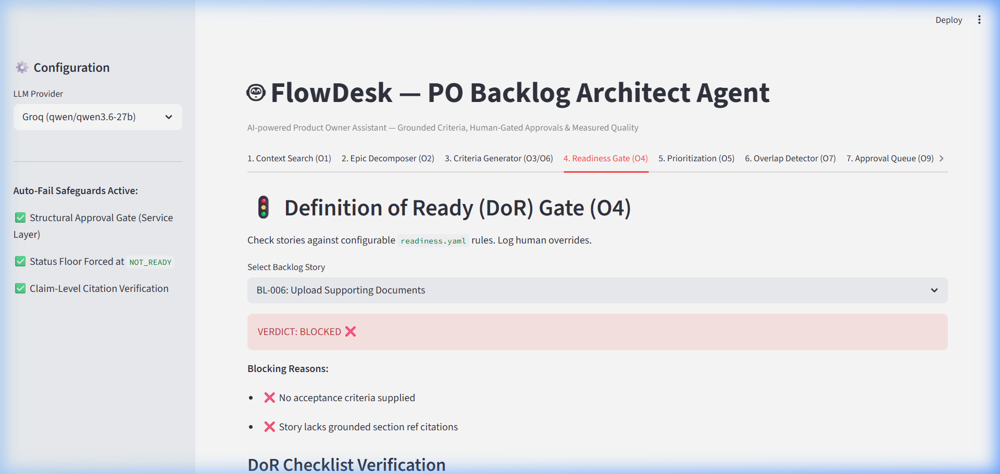 Deploy
Configuration
LLM Provider
Groq (qwen/qwen3.6-27b)
Auto-Fail Safeguards Active:
Structural Approval Gate (Service
Layer)
Status Floor Forced at NOT_READY
Claim-Level Citation Verification
FlowDesk — PO Backlog Architect Agent
AI-powered Product Owner Assistant — Grounded Criteria, Human-Gated Approvals & Measured Quality
1. Context Search (O1) 2. Epic Decomposer (O2) 3. Criteria Generator (O3/O6) 4. Readiness Gate (O4) 5. Prioritization (O5) 6. Overlap Detector (O7) 7. Approval Queue (O9)
Definition of Ready (DoR) Gate (O4)
Check stories against configurable readiness.yaml rules. Log human overrides.
Select Backlog Story
BL-006: Upload Supporting Documents
VERDICT: BLOCKED ❌
Blocking Reasons:
• ❌ No acceptance criteria supplied
• ❌ Story lacks grounded section ref citations
DoR Checklist Verification